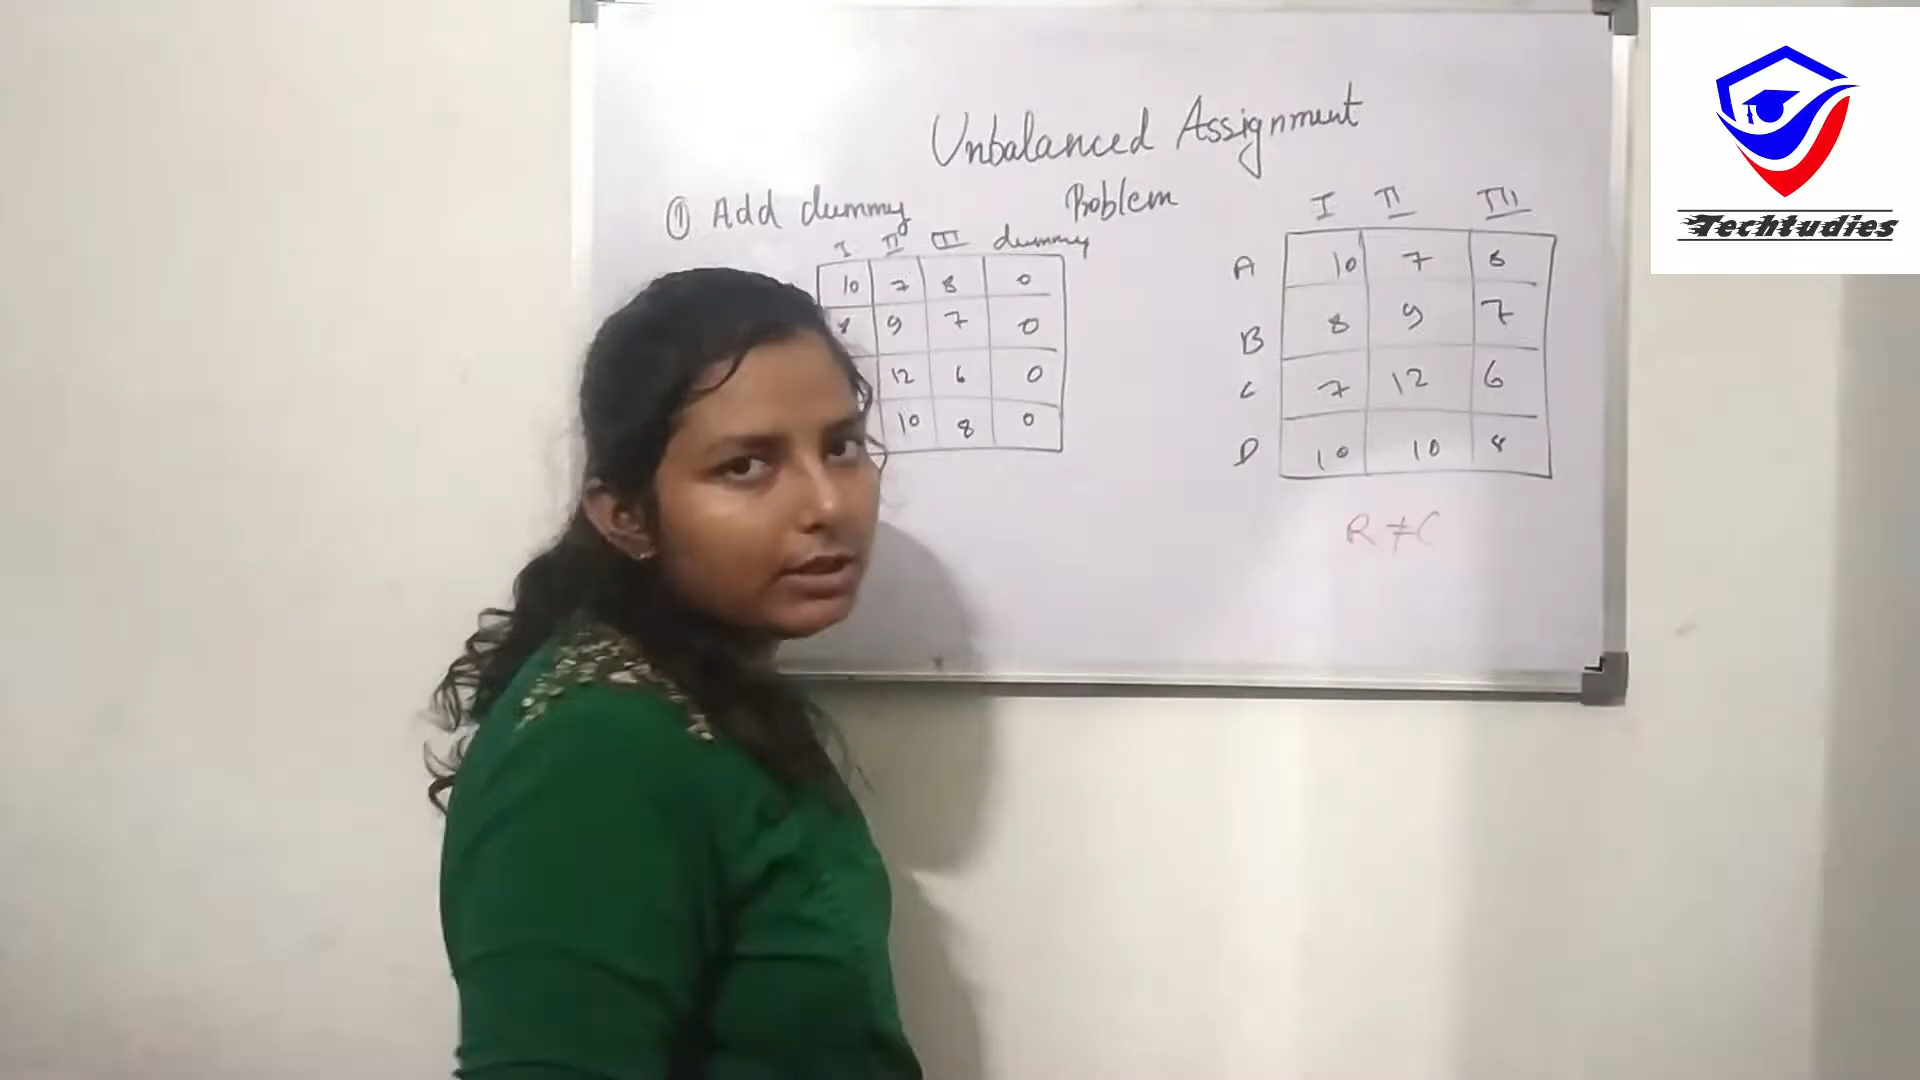 Unbalanced Assignment
Problem
① Add dummy
I II III dummy
10 7 8 0
8 9 7 0
12 6 0
10 8 0
I II III
A 10 7 8
B 8 9 7
C 7 12 6
D 10 10 8
R ≠ C
Techtudies